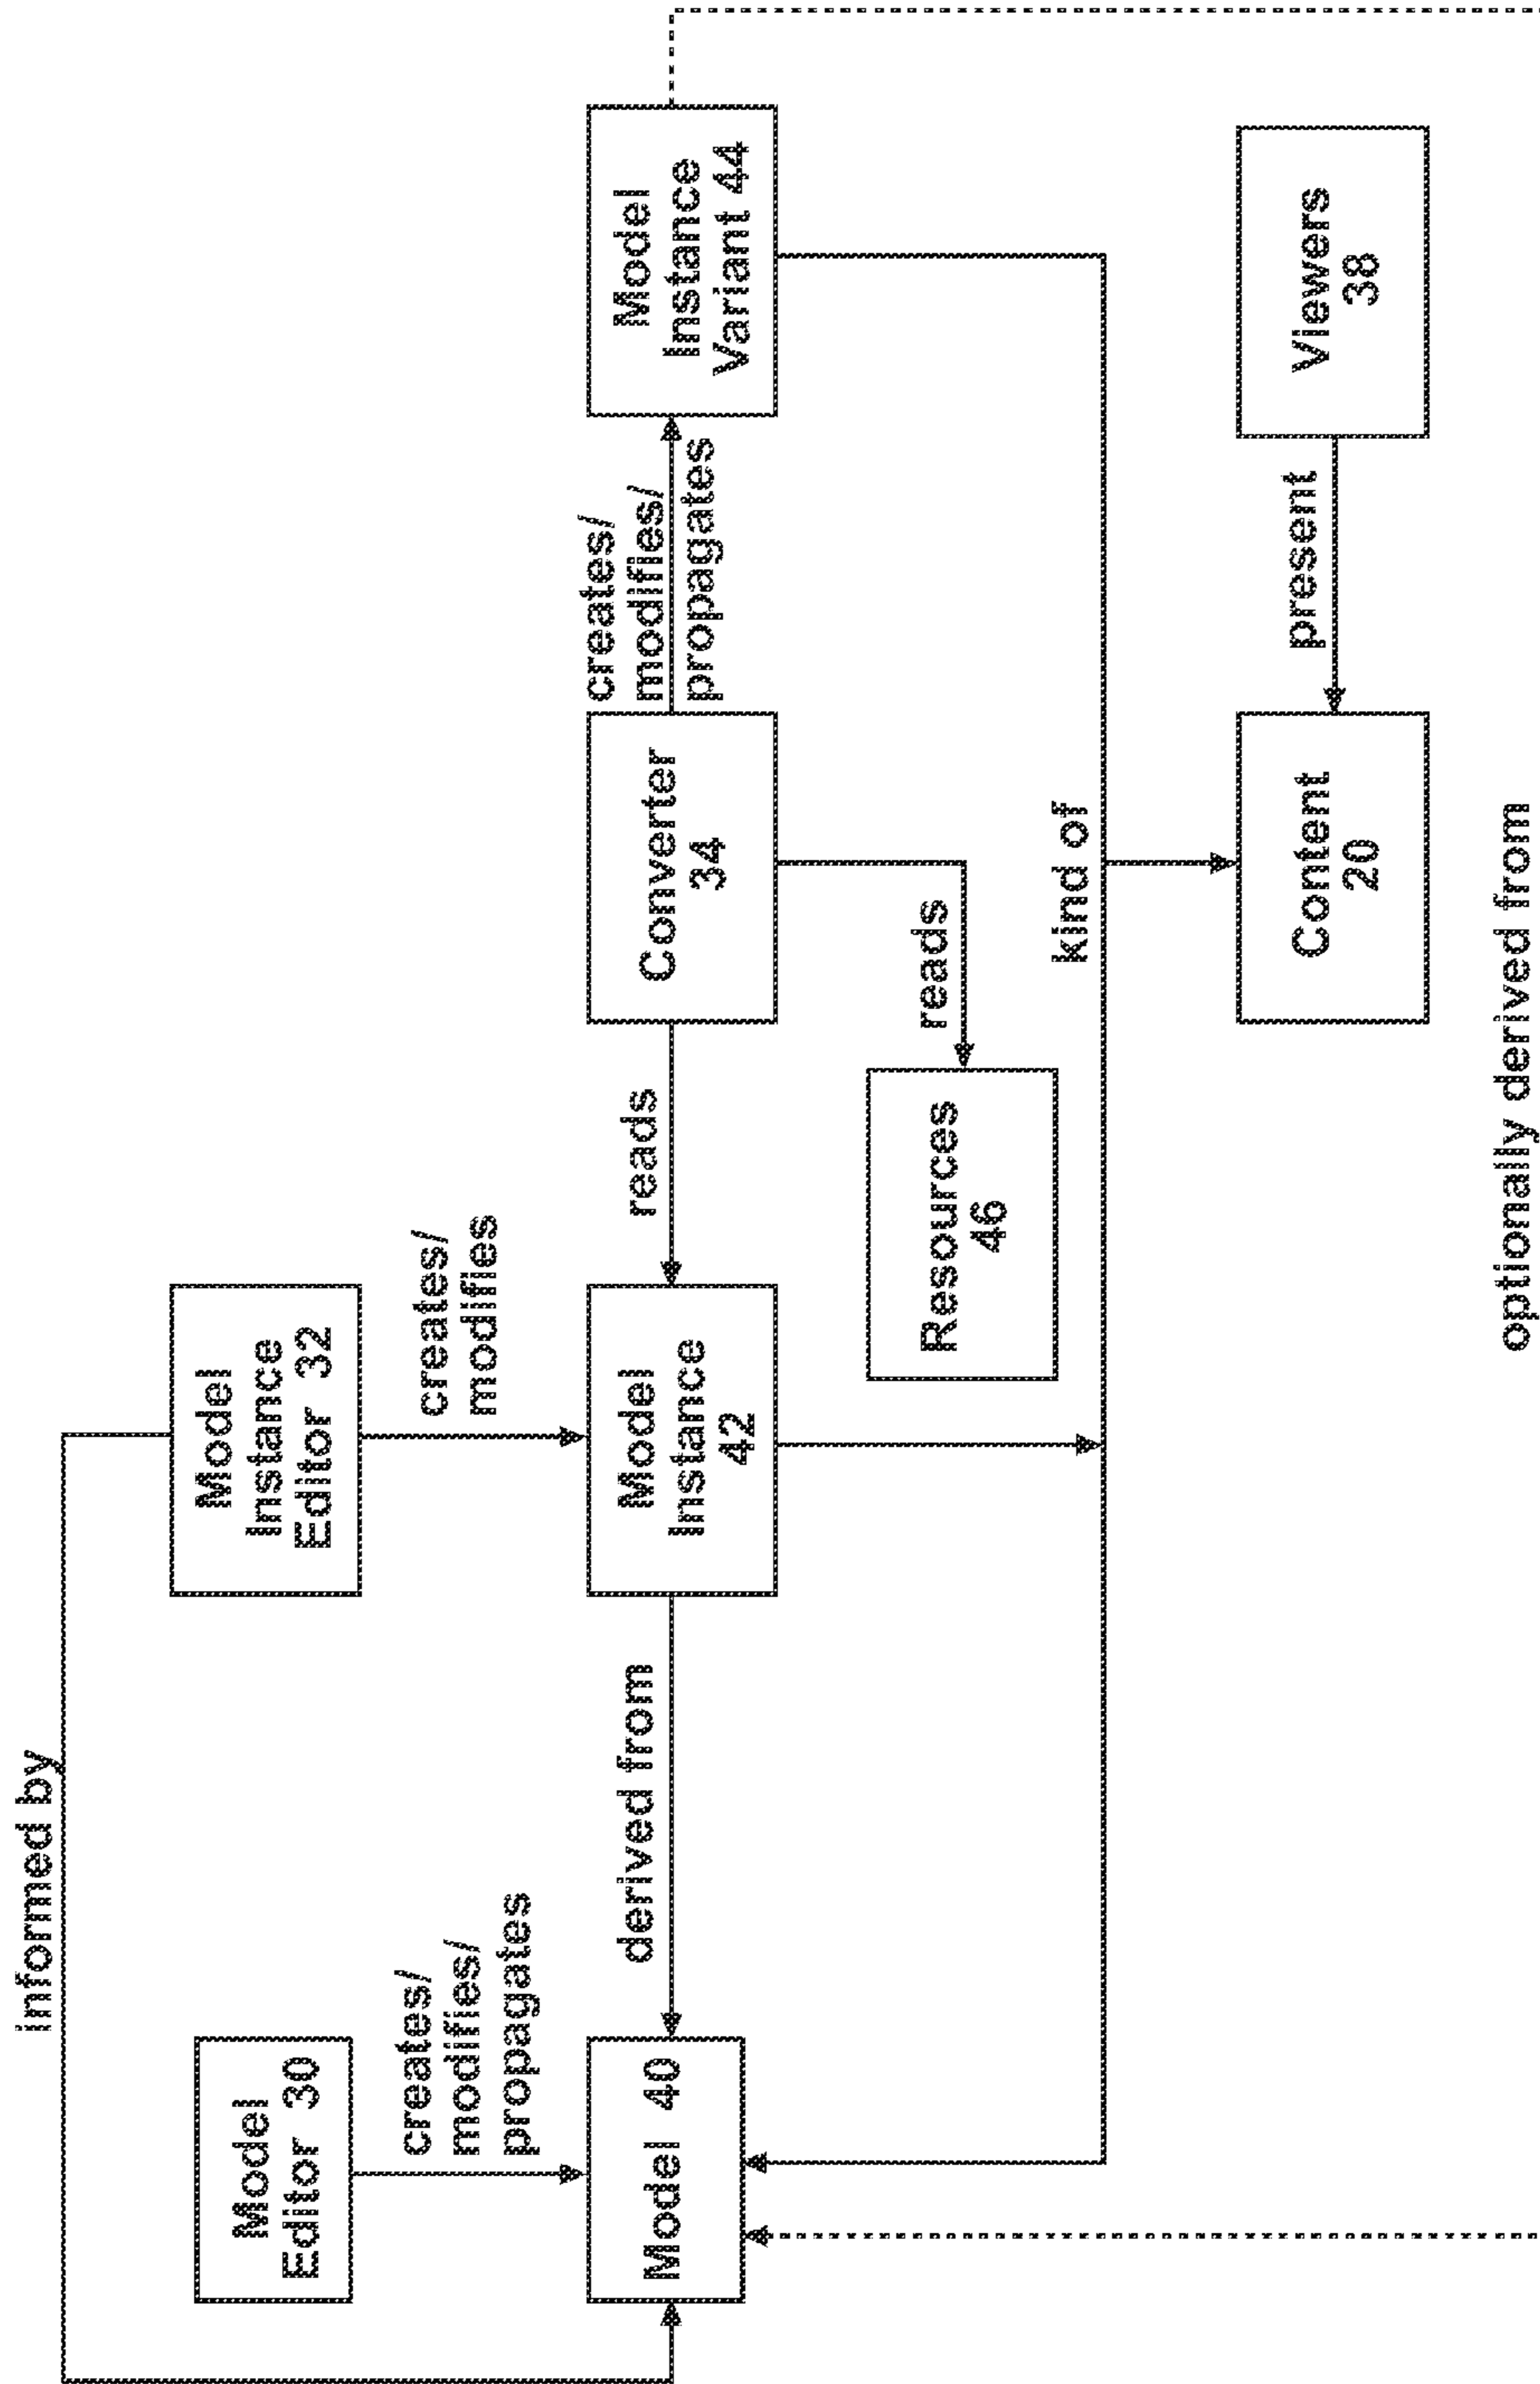 informed by
Model
Editor 30
Model
Instance
Editor 32
creates/
modifies/
propagates
creates/
modifies
Model 40
derived from
Model
Instance
42
reads
Converter
34
creates/
modifies/
propagates
Model
Instance
Variant 44
Resources
46
reads
kind of
Content
20
present
Viewers
38
optionally derived from